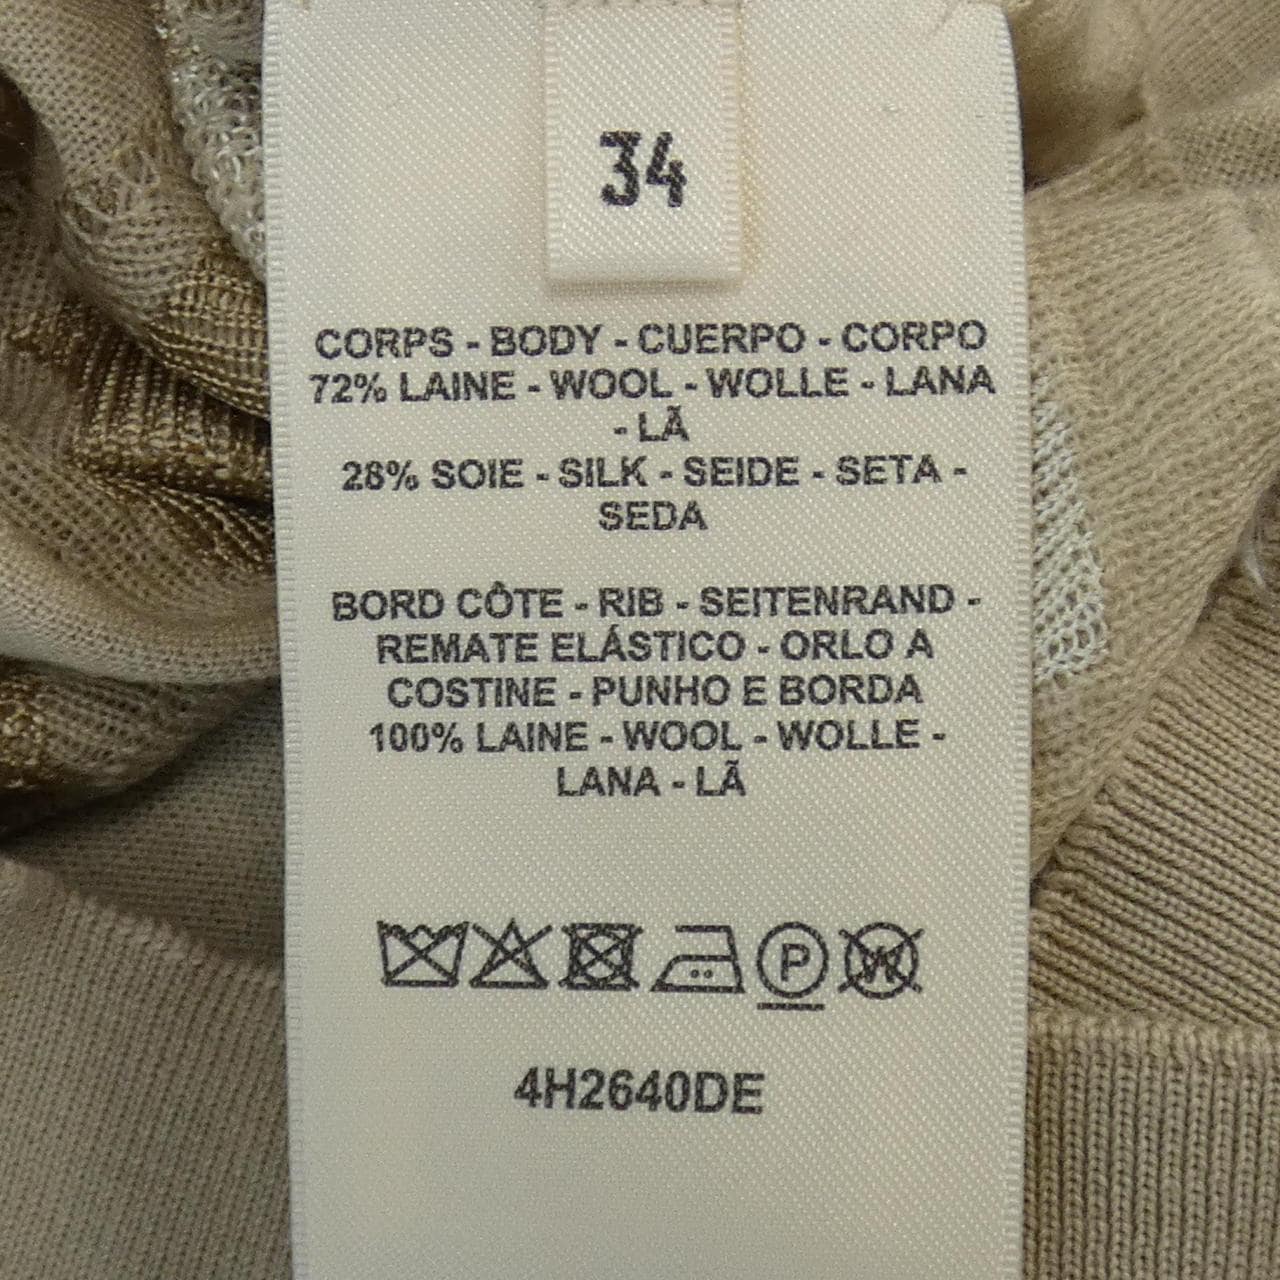 34
CORPS - BODY - CUERPO - CORPO
72% LAINE - WOOL - WOLLE - LANA
- LÃ
28% SOIE - SILK - SEIDE - SETA -
SEDA
BORD CÔTE - RIB - SEITENRAND -
REMATE ELÁSTICO - ORLO A
COSTINE - PUNHO E BORDA
100% LAINE - WOOL - WOLLE -
LANA - LÃ
P W
4H2640DE